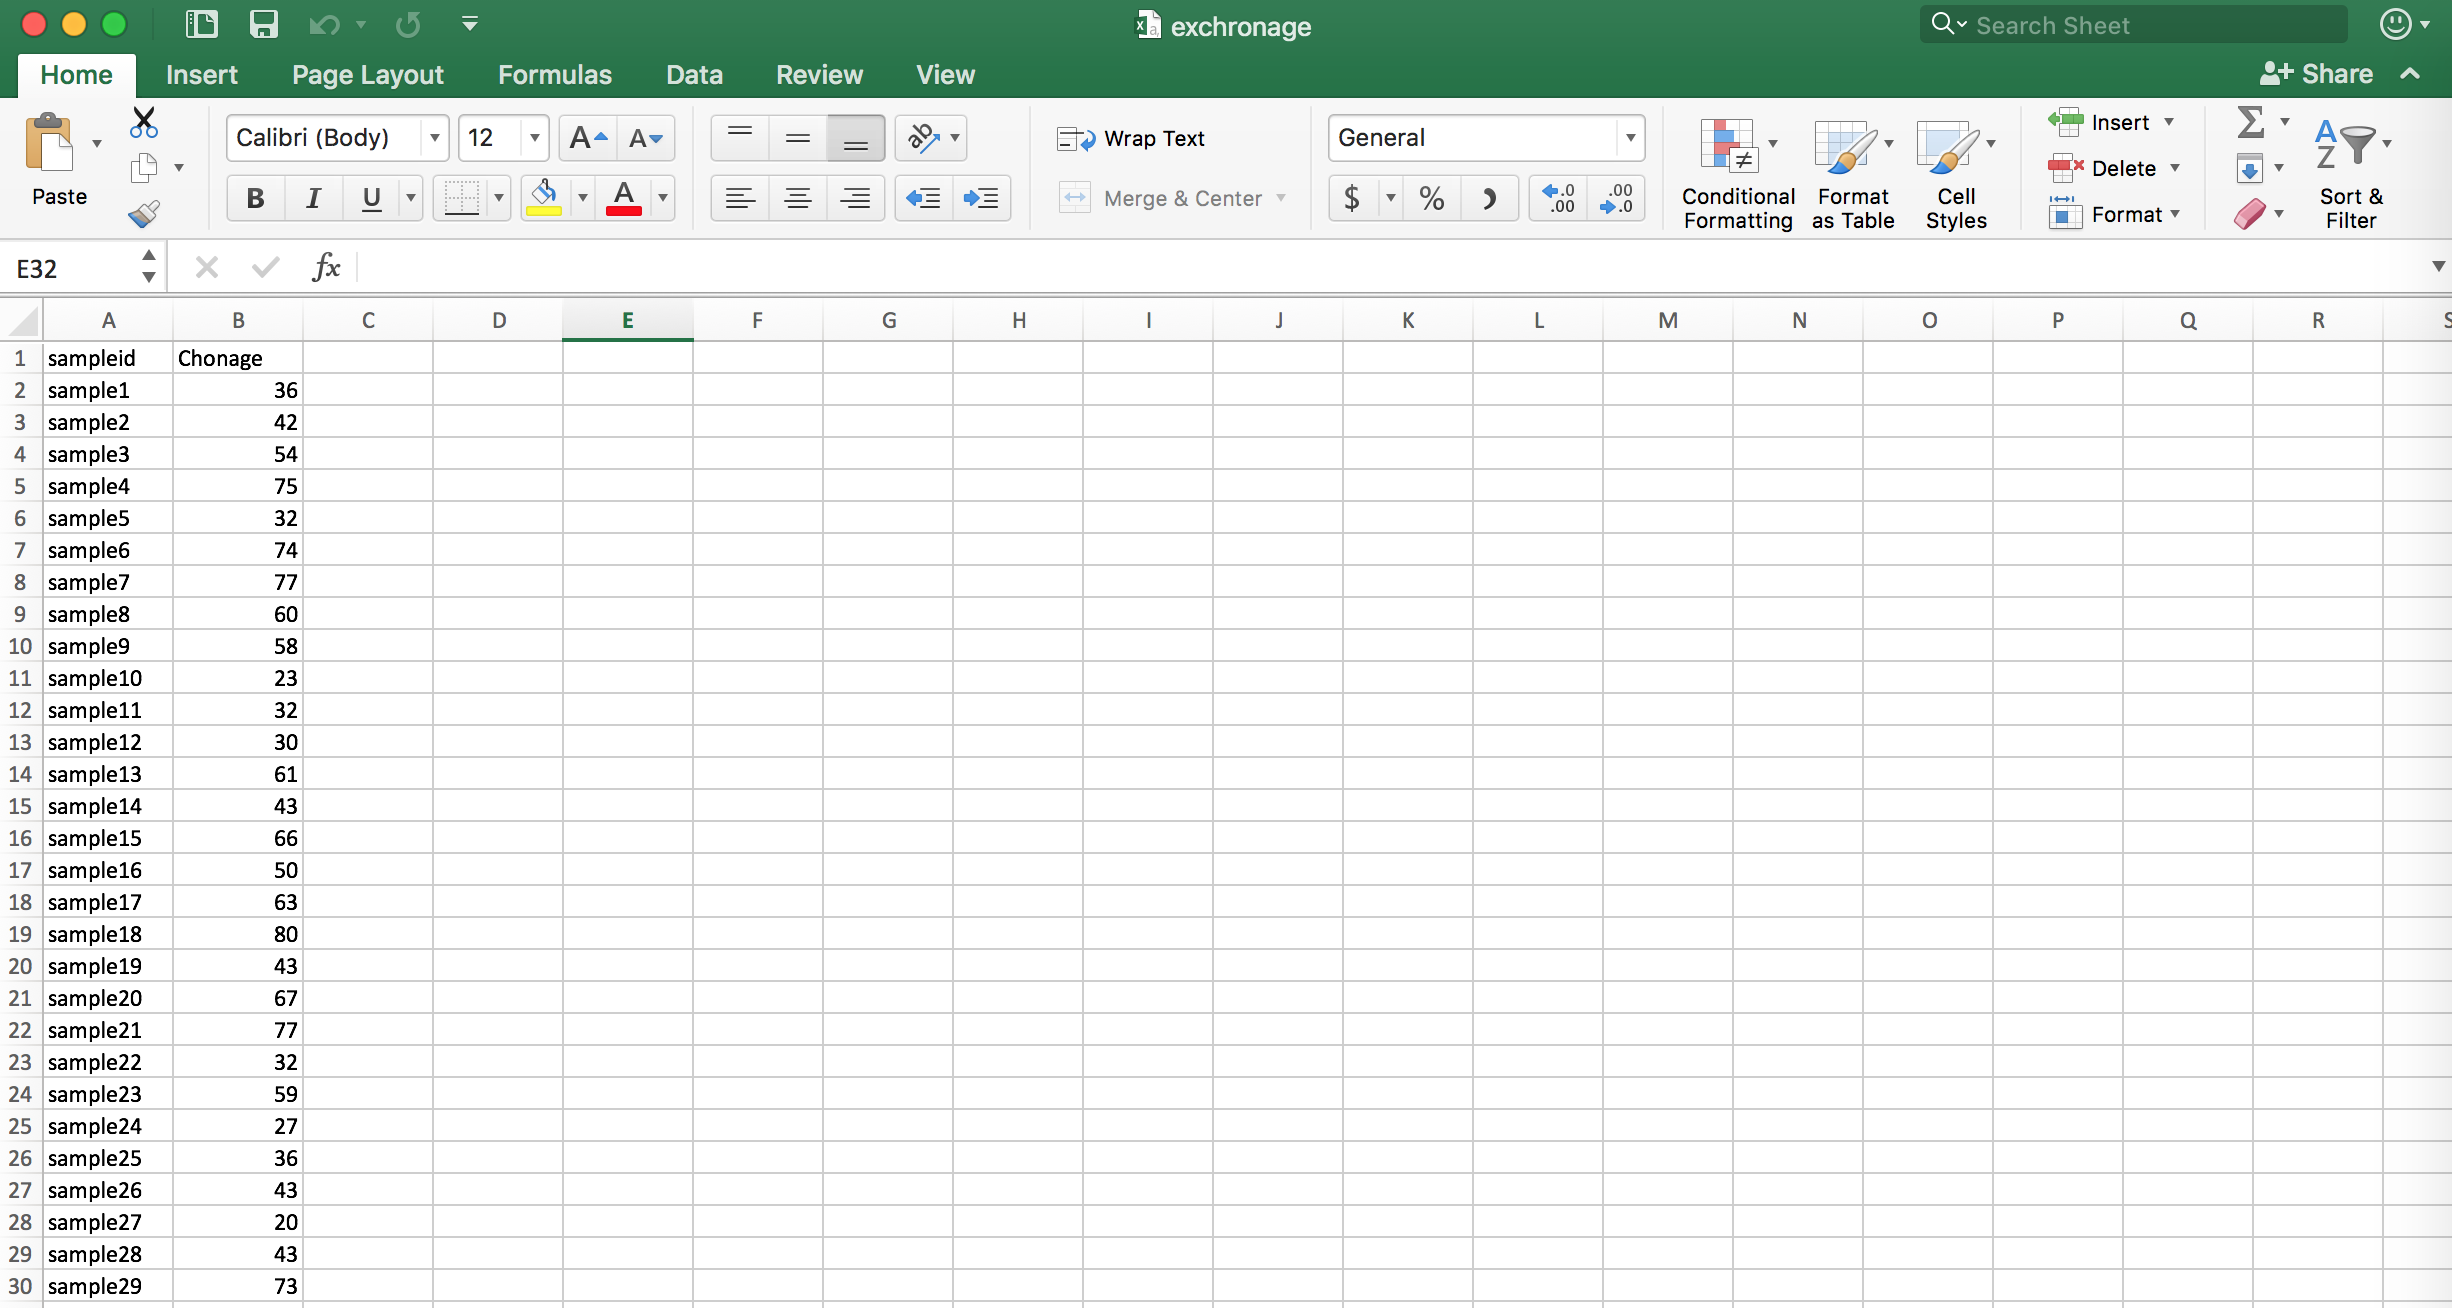 exchronage
Search Sheet
Home Insert Page Layout Formulas Data Review View
Share
Paste
Calibri (Body) 12
Wrap Text
Merge & Center
General
Conditional Formatting
Format as Table
Cell Styles
Insert
Delete
Format
Sort & Filter
E32 fx
A B C D E F G H I J K L M N O P Q R S
1 sampleid Chonage
2 sample1 36
3 sample2 42
4 sample3 54
5 sample4 75
6 sample5 32
7 sample6 74
8 sample7 77
9 sample8 60
10 sample9 58
11 sample10 23
12 sample11 32
13 sample12 30
14 sample13 61
15 sample14 43
16 sample15 66
17 sample16 50
18 sample17 63
19 sample18 80
20 sample19 43
21 sample20 67
22 sample21 77
23 sample22 32
24 sample23 59
25 sample24 27
26 sample25 36
27 sample26 43
28 sample27 20
29 sample28 43
30 sample29 73